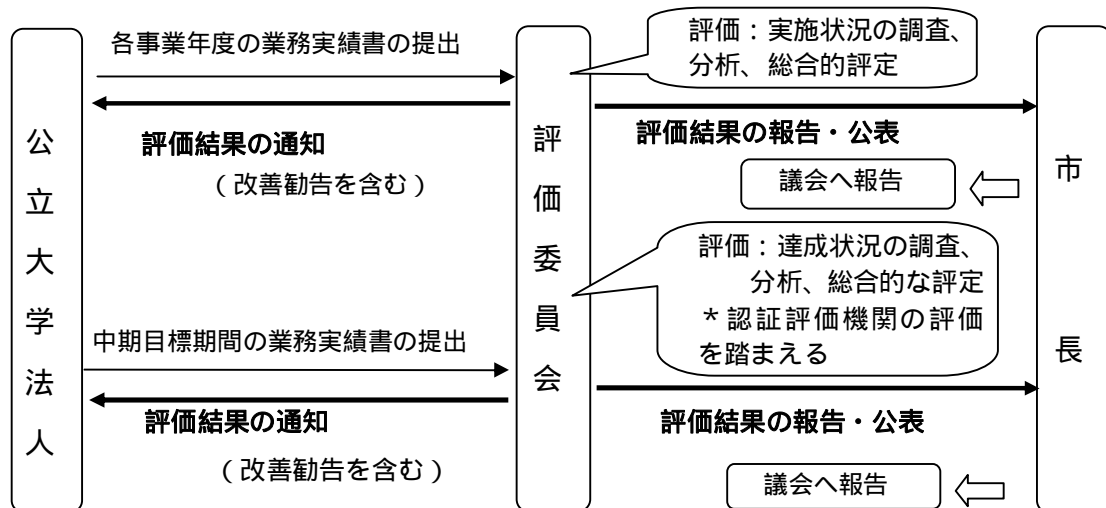 公立大学法人
評価委員会
市長
各事業年度の業務実績書の提出
評価：実施状況の調査、
分析、総合的評定
評価結果の通知
（改善勧告を含む）
評価結果の報告・公表
議会へ報告
評価：達成状況の調査、
分析、総合的な評定
＊認証評価機関の評価
を踏まえる
中期目標期間の業務実績書の提出
評価結果の通知
（改善勧告を含む）
評価結果の報告・公表
議会へ報告